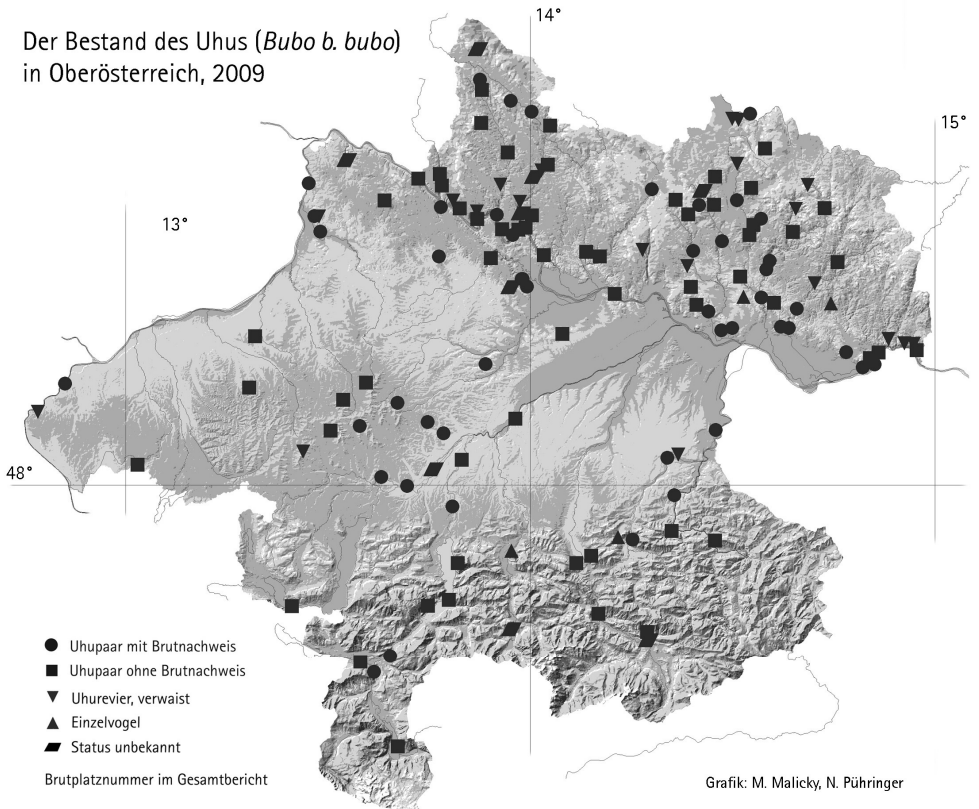 Der Bestand des Uhus (Bubo b. bubo)
in Oberösterreich, 2009
14°
15°
13°
48°
Uhupaar mit Brutnachweis
Uhupaar ohne Brutnachweis
Uhurevier, verwaist
Einzelvogel
Status unbekannt
Brutplatznummer im Gesamtbericht
Grafik: M. Malicky, N. Pühringer